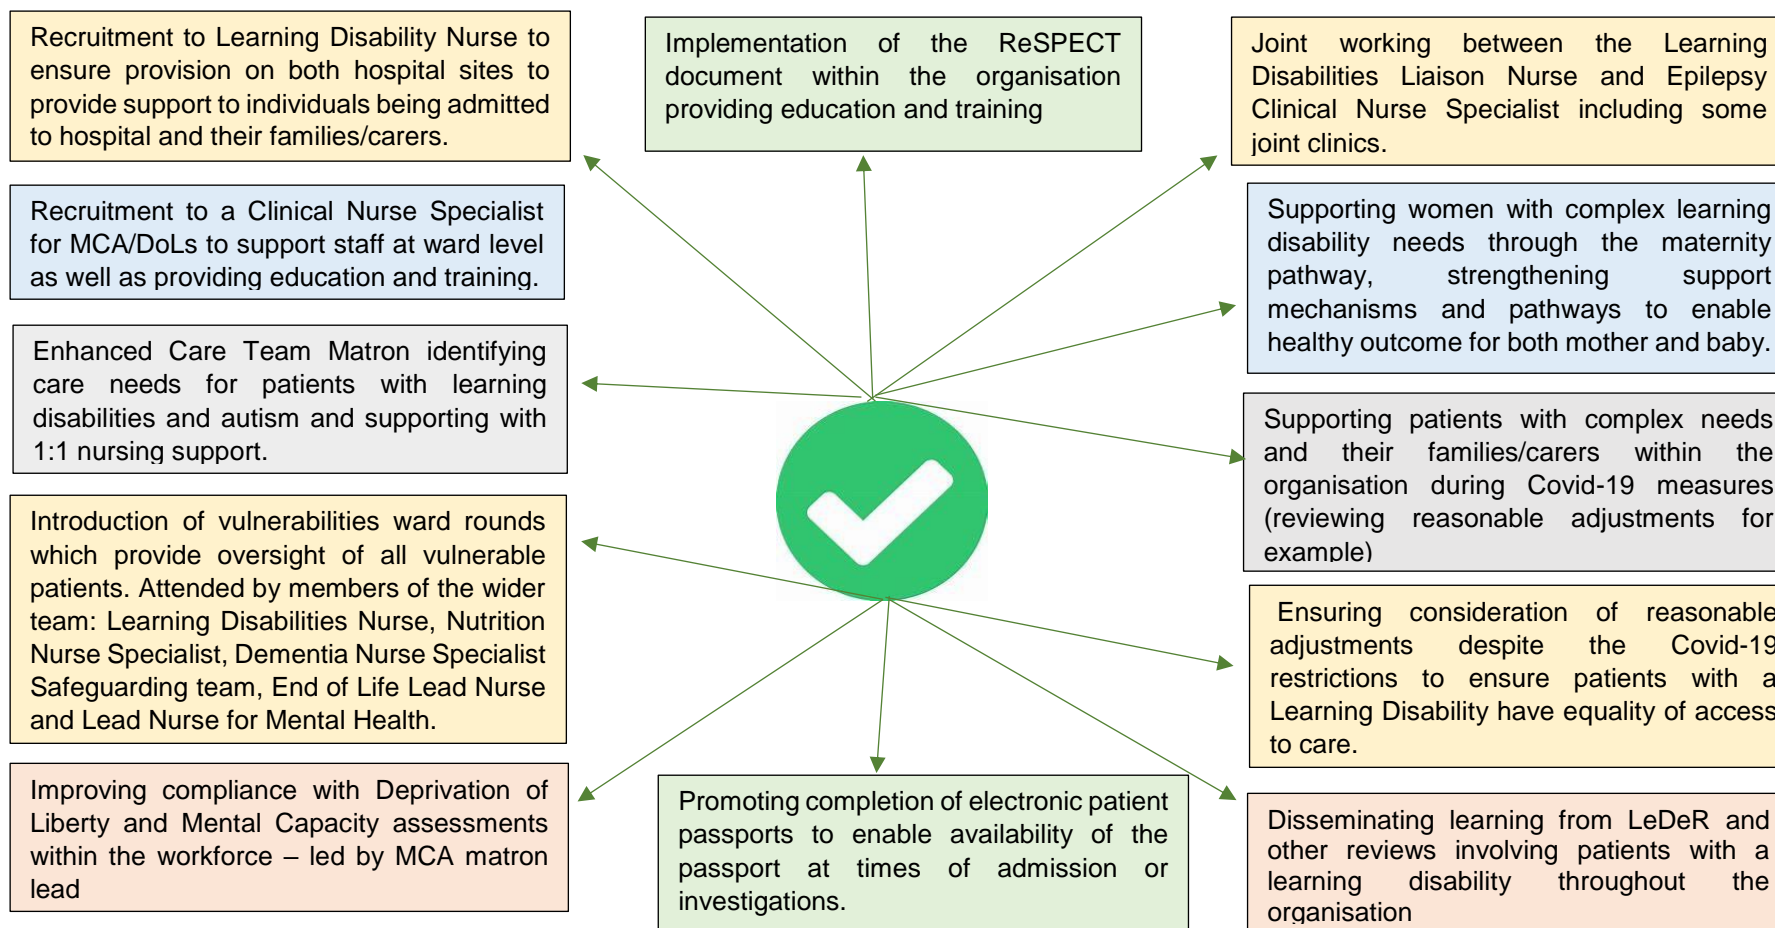 Recruitment to Learning Disability Nurse to
ensure provision on both hospital sites to
provide support to individuals being admitted
to hospital and their families/carers.
Recruitment to a Clinical Nurse Specialist
for MCA/DoLs to support staff at ward level
as well as providing education and training.
Enhanced Care Team Matron identifying
care needs for patients with learning
disabilities and autism and supporting with
1:1 nursing support.
Introduction of vulnerabilities ward rounds
which provide oversight of all vulnerable
patients. Attended by members of the wider
team: Learning Disabilities Nurse, Nutrition
Nurse Specialist, Dementia Nurse Specialist
Safeguarding team, End of Life Lead Nurse
and Lead Nurse for Mental Health.
Improving compliance with Deprivation of
Liberty and Mental Capacity assessments
within the workforce – led by MCA matron
lead
Implementation of the ReSPECT
document within the organisation
providing education and training
Promoting completion of electronic patient
passports to enable availability of the
passport at times of admission or
investigations.
Joint working between the Learning
Disabilities Liaison Nurse and Epilepsy
Clinical Nurse Specialist including some
joint clinics.
Supporting women with complex learning
disability needs through the maternity
pathway, strengthening support
mechanisms and pathways to enable
healthy outcome for both mother and baby.
Supporting patients with complex needs
and their families/carers within the
organisation during Covid-19 measures
(reviewing reasonable adjustments for
example)
Ensuring consideration of reasonable
adjustments despite the Covid-19
restrictions to ensure patients with a
Learning Disability have equality of access
to care.
Disseminating learning from LeDeR and
other reviews involving patients with a
learning disability throughout the
organisation